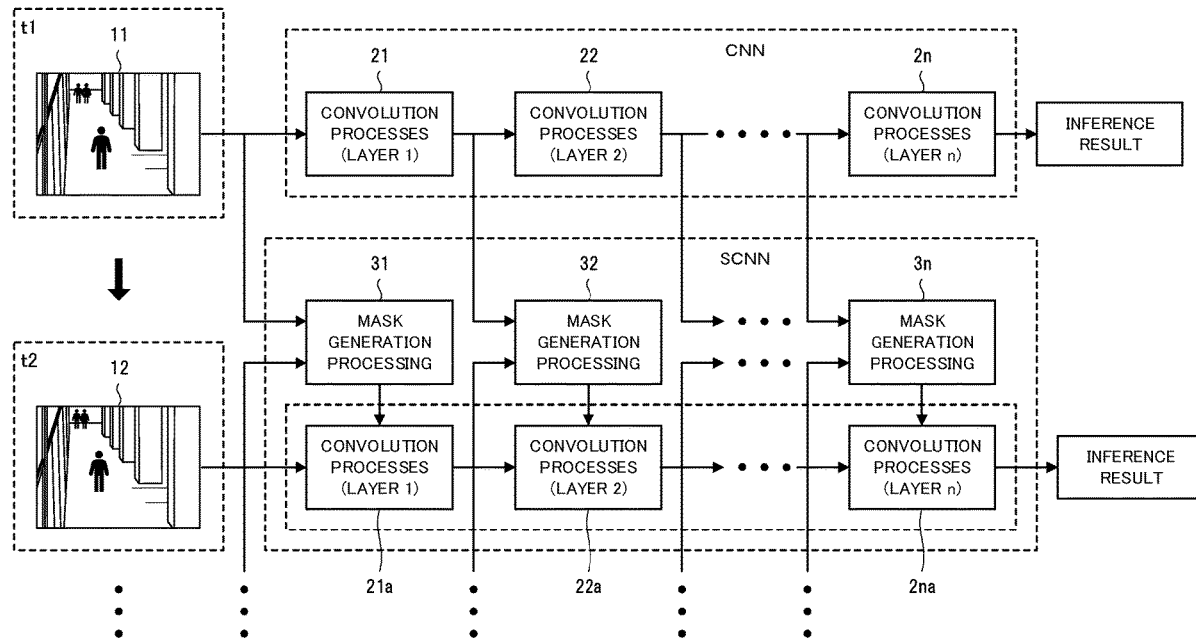 t1
11
CNN
21
22
2n
CONVOLUTION
PROCESSES
(LAYER 1)
CONVOLUTION
PROCESSES
(LAYER 2)
CONVOLUTION
PROCESSES
(LAYER n)
INFERENCE
RESULT
SCNN
31
32
3n
MASK
GENERATION
PROCESSING
MASK
GENERATION
PROCESSING
MASK
GENERATION
PROCESSING
t2
12
CONVOLUTION
PROCESSES
(LAYER 1)
CONVOLUTION
PROCESSES
(LAYER 2)
CONVOLUTION
PROCESSES
(LAYER n)
INFERENCE
RESULT
21a
22a
2na